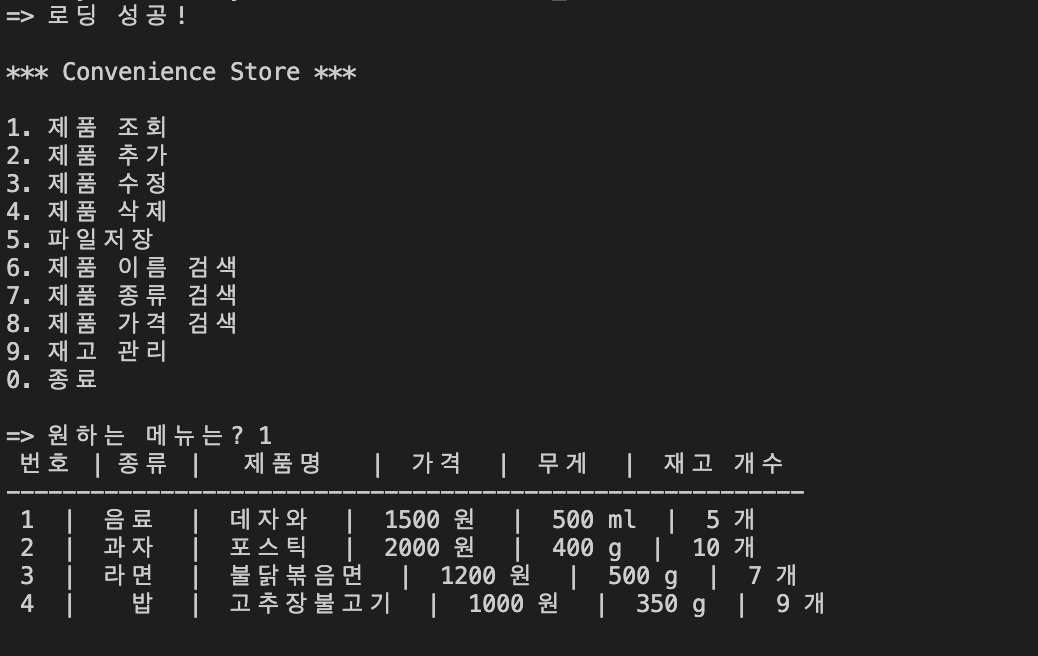 => 로딩 성공!
*** Convenience Store ***
1. 제품 조회
2. 제품 추가
3. 제품 수정
4. 제품 삭제
5. 파일저장
6. 제품 이름 검색
7. 제품 종류 검색
8. 제품 가격 검색
9. 재고 관리
0. 종료
=> 원하는 메뉴는? 1
번호 | 종류 | 제품명 | 가격 | 무게 | 재고 개수
---------------------------------------------------------
1 | 음료 | 데자와 | 1500 원 | 500 ml | 5 개
2 | 과자 | 포스틱 | 2000 원 | 400 g | 10 개
3 | 라면 | 불닭볶음면 | 1200 원 | 500 g | 7 개
4 | 밥 | 고추장불고기 | 1000 원 | 350 g | 9 개